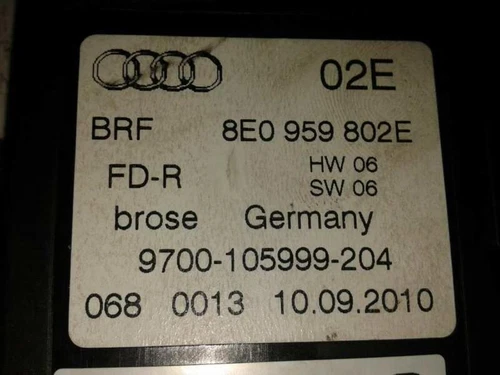 02E
BRF 8E0 959 802E
FD-R HW 06
SW 06
brose Germany
9700-105999-204
068 0013 10.09.2010